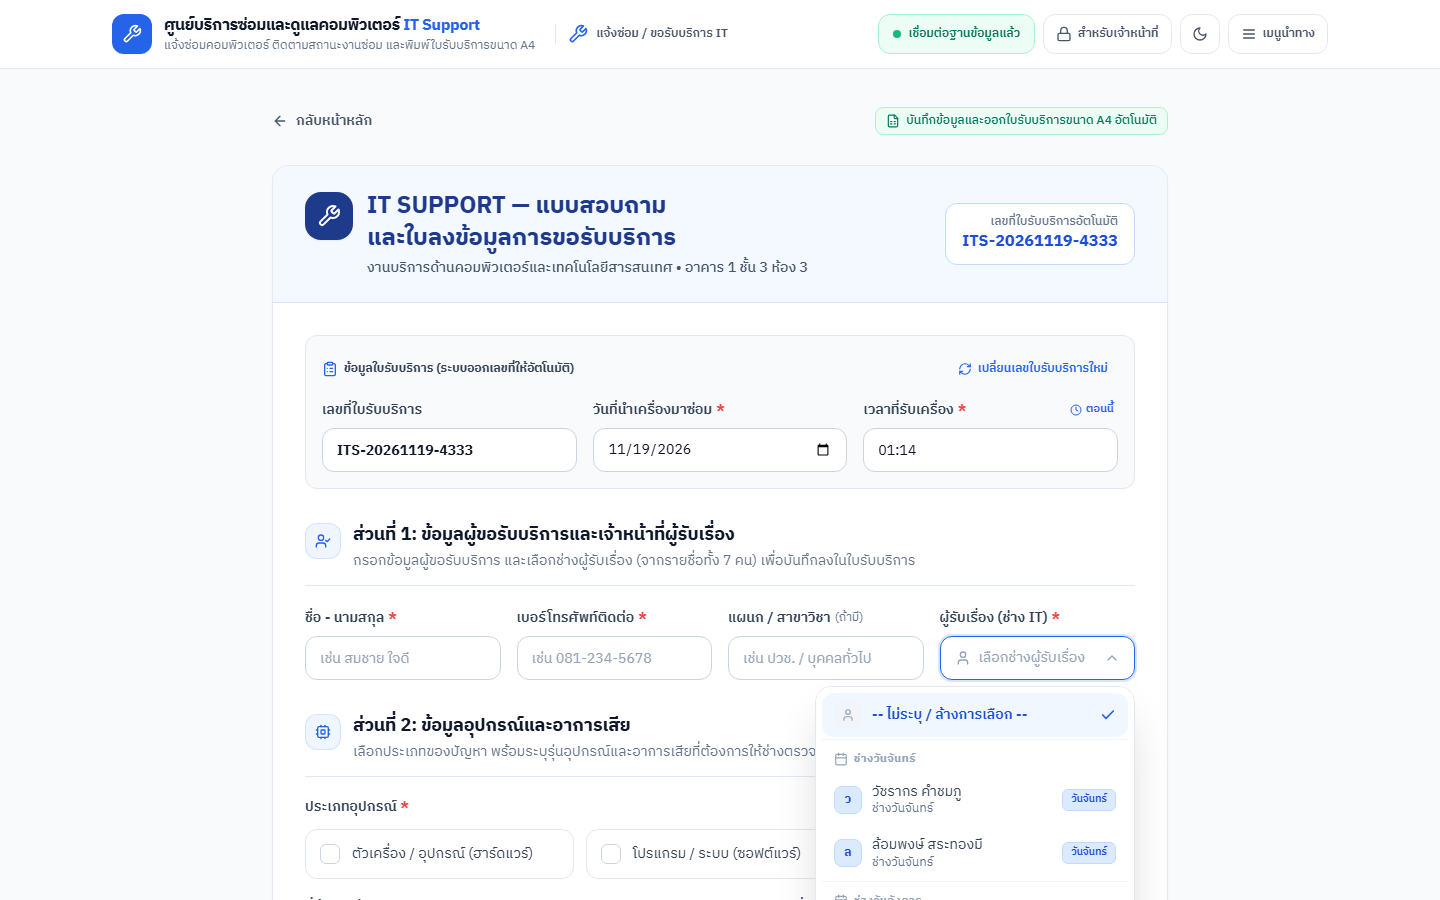 ศูนย์บริการซ่อมและดูแลคอมพิวเตอร์ IT Support
แจ้งซ่อมคอมพิวเตอร์ ติดตามสถานะงานซ่อม และพิมพ์ใบรับบริการขนาด A4
แจ้งซ่อม / ขอรับบริการ IT
เชื่อมต่อฐานข้อมูลแล้ว
สำหรับเจ้าหน้าที่
เมนูนำทาง
กลับหน้าหลัก
บันทึกข้อมูลและออกใบรับบริการขนาด A4 อัตโนมัติ
IT SUPPORT — แบบสอบถาม
และใบลงข้อมูลการขอรับบริการ
งานบริการด้านคอมพิวเตอร์และเทคโนโลยีสารสนเทศ • อาคาร 1 ชั้น 3 ห้อง 3
เลขที่ใบรับบริการอัตโนมัติ
ITS-20261119-4333
ข้อมูลใบรับบริการ (ระบบออกเลขที่ให้อัตโนมัติ)
เปลี่ยนเลขใบรับบริการใหม่
เลขที่ใบรับบริการ
วันที่นำเครื่องมาซ่อม *
เวลาที่รับเครื่อง *
ตอนนี้
ITS-20261119-4333
11/19/2026
01:14
ส่วนที่ 1: ข้อมูลผู้ขอรับบริการและเจ้าหน้าที่ผู้รับเรื่อง
กรอกข้อมูลผู้ขอรับบริการ และเลือกช่างผู้รับเรื่อง (จากรายชื่อทั้ง 7 คน) เพื่อบันทึกลงในใบรับบริการ
ชื่อ - นามสกุล *
เบอร์โทรศัพท์ติดต่อ *
แผนก / สาขาวิชา (ถ้ามี)
ผู้รับเรื่อง (ช่าง IT) *
เช่น สมชาย ใจดี
เช่น 081-234-5678
เช่น ปวช. / บุคคลทั่วไป
เลือกช่างผู้รับเรื่อง
-- ไม่ระบุ / ล้างการเลือก --
ช่างวันจันทร์
วัชรากร คำชมภู
ช่างวันจันทร์
วันจันทร์
ว
ล้อมพงษ์ สระทองมี
ช่างวันจันทร์
วันจันทร์
ล
ส่วนที่ 2: ข้อมูลอุปกรณ์และอาการเสีย
เลือกประเภทของปัญหา พร้อมระบุรุ่นอุปกรณ์และอาการเสียที่ต้องการให้ช่างตรวจ
ประเภทอุปกรณ์ *
ตัวเครื่อง / อุปกรณ์ (ฮาร์ดแวร์)
โปรแกรม / ระบบ (ซอฟต์แวร์)